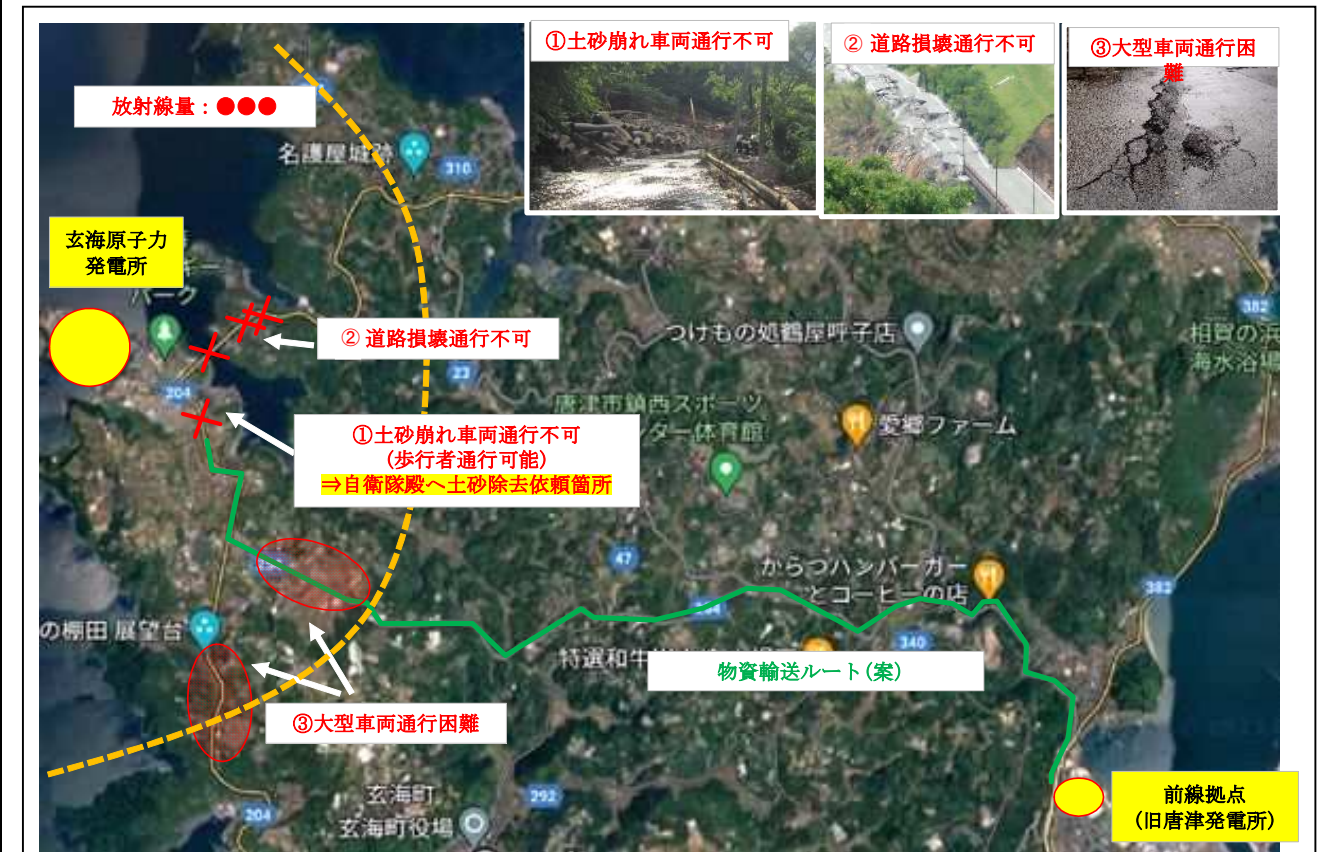 ①土砂崩れ車両通行不可
② 道路損壊通行不可
③大型車両通行困
難
放射線量：●●●
名護屋城跡
310
玄海原子力
発電所
パーク
382
② 道路損壊通行不可
つけもの処鶴屋呼子店
相賀の浜
海水浴場
23
204
唐津市鎮西スポーツ
ンター体育館
愛郷ファーム
①土砂崩れ車両通行不可
(歩行者通行可能)
⇒自衛隊殿へ土砂除去依頼箇所
47
からつハンバーガー
とコーヒーの店
382
の棚田 展望台
340
特選和牛
物資輸送ルート(案)
③大型車両通行困難
292
玄海町
玄海町役場
204
前線拠点
(旧唐津発電所)